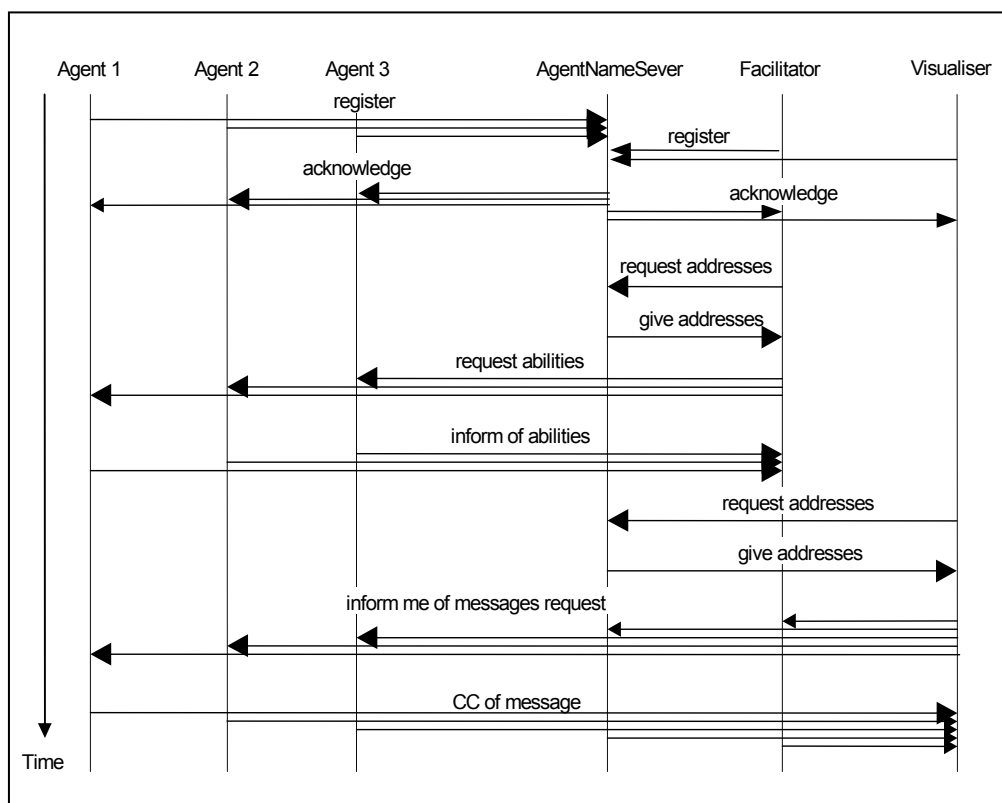 Agent 1
Agent 2
Agent 3
AgentNameSever
Facilitator
Visualiser
register
register
acknowledge
acknowledge
request addresses
give addresses
request abilities
inform of abilities
request addresses
give addresses
inform me of messages request
CC of message
Time